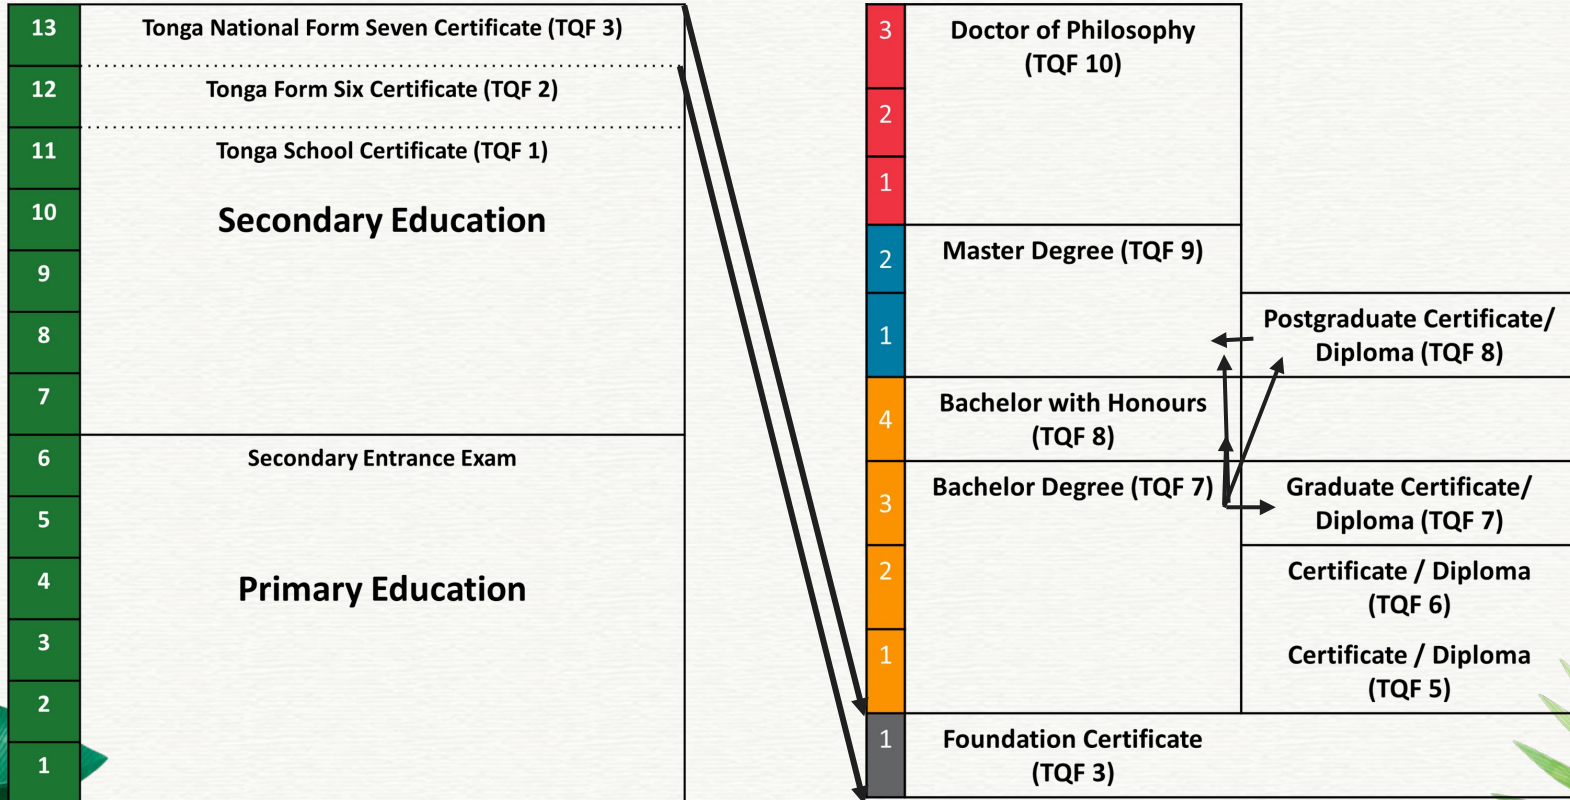 13
Tonga National Form Seven Certificate (TQF 3)
12
Tonga Form Six Certificate (TQF 2)
11
Tonga School Certificate (TQF 1)
10
Secondary Education
9
8
7
6
Secondary Entrance Exam
5
4
Primary Education
3
2
1
3
Doctor of Philosophy
(TQF 10)
2
1
2
Master Degree (TQF 9)
1
Postgraduate Certificate/
Diploma (TQF 8)
4
Bachelor with Honours
(TQF 8)
3
Bachelor Degree (TQF 7)
Graduate Certificate/
Diploma (TQF 7)
2
Certificate / Diploma
(TQF 6)
1
Certificate / Diploma
(TQF 5)
1
Foundation Certificate
(TQF 3)